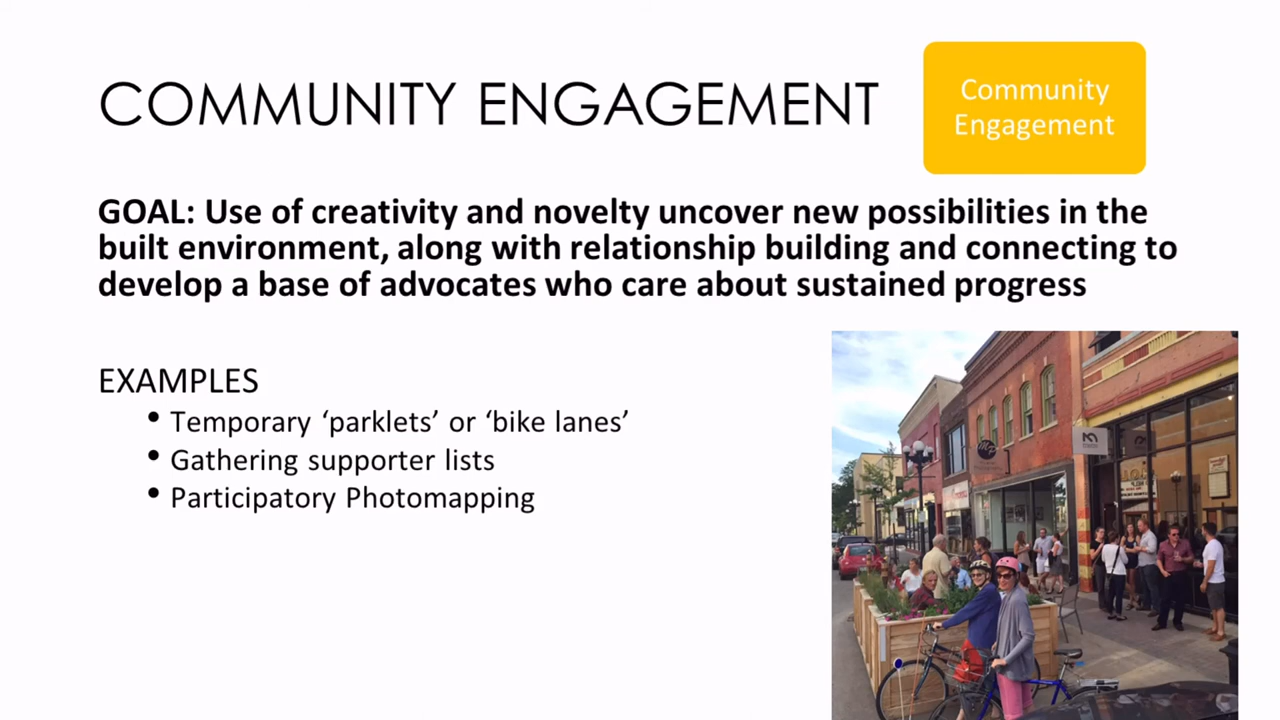 COMMUNITY ENGAGEMENT
Community
Engagement
GOAL: Use of creativity and novelty uncover new possibilities in the
built environment, along with relationship building and connecting to
develop a base of advocates who care about sustained progress
EXAMPLES
• Temporary ‘parklets’ or ‘bike lanes’
• Gathering supporter lists
• Participatory Photomapping